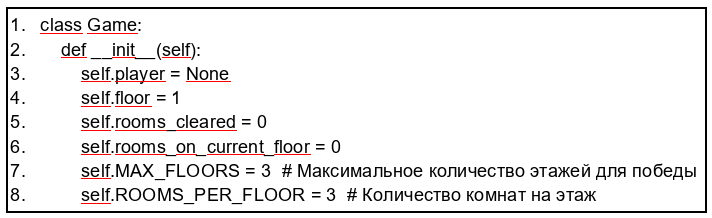 1. class Game:
2. def __init__(self):
3. self.player = None
4. self.floor = 1
5. self.rooms_cleared = 0
6. self.rooms_on_current_floor = 0
7. self.MAX_FLOORS = 3  # Максимальное количество этажей для победы
8. self.ROOMS_PER_FLOOR = 3  # Количество комнат на этаж